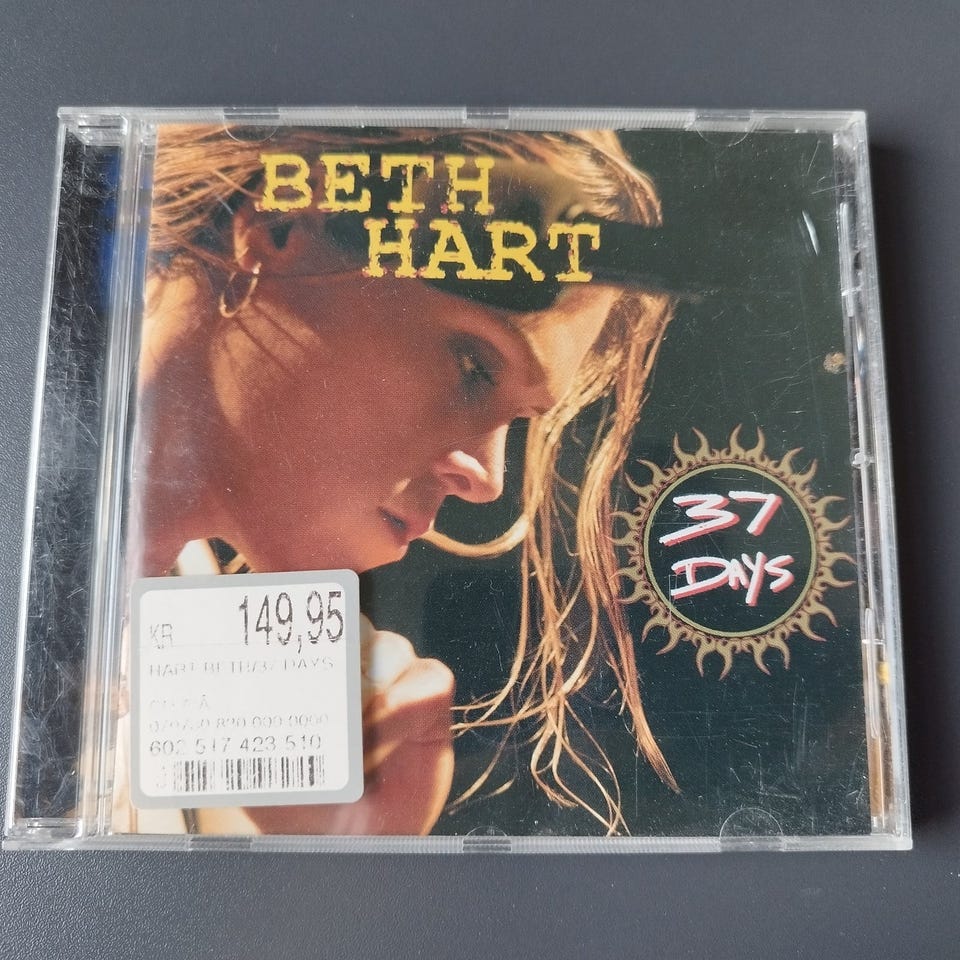 BETH
HART
37
DAYS
KR 149,95
HART BETH/37 DAYS
602 517 423 510